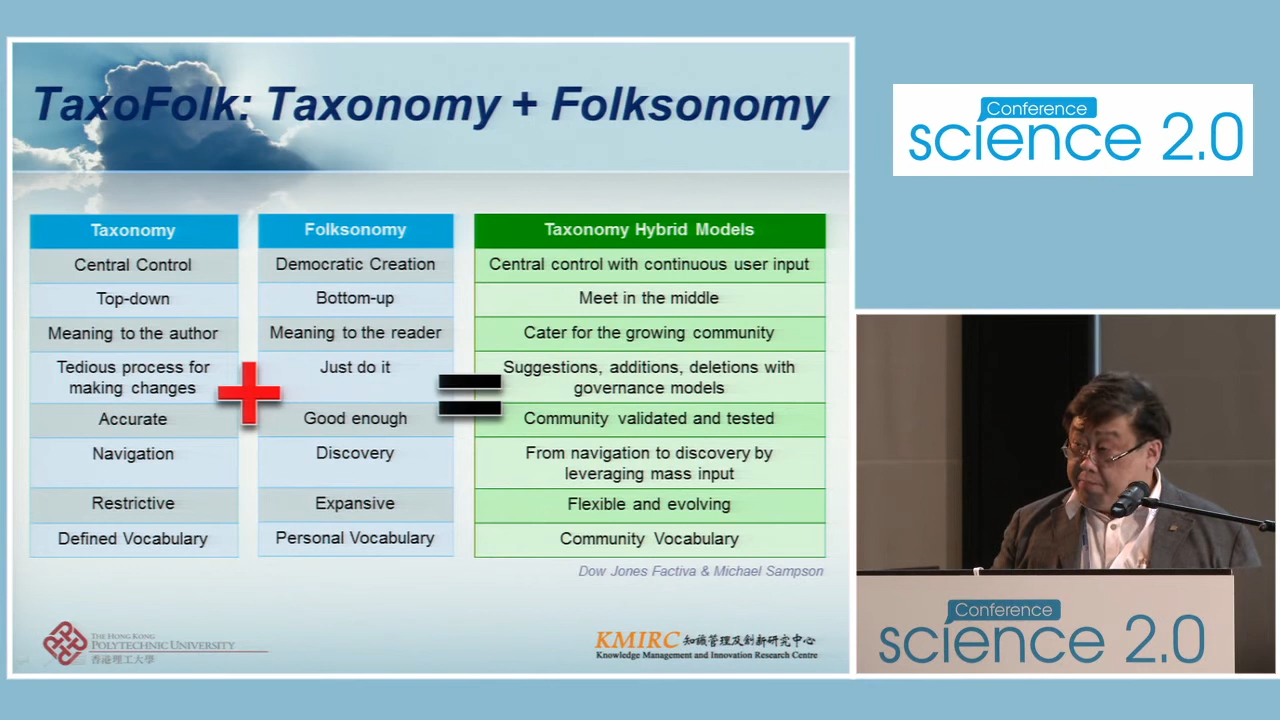 TaxoFolk: Taxonomy + Folksonomy
Taxonomy
Folksonomy
Taxonomy Hybrid Models
Central Control
Democratic Creation
Central control with continuous user input
Top-down
Bottom-up
Meet in the middle
Meaning to the author
Meaning to the reader
Cater for the growing community
Tedious process for
making changes
Just do it
Suggestions, additions, deletions with
governance models
Accurate
Good enough
Community validated and tested
Navigation
Discovery
From navigation to discovery by
leveraging mass input
Restrictive
Expansive
Flexible and evolving
Defined Vocabulary
Personal Vocabulary
Community Vocabulary
+
=
Dow Jones Factiva & Michael Sampson
THE HONG KONG
POLYTECHNIC UNIVERSITY
香港理工大學
KMIRC 知識管理及創新研究中心
Knowledge Management and Innovation Research Centre
Conference
science 2.0
Conference
science 2.0